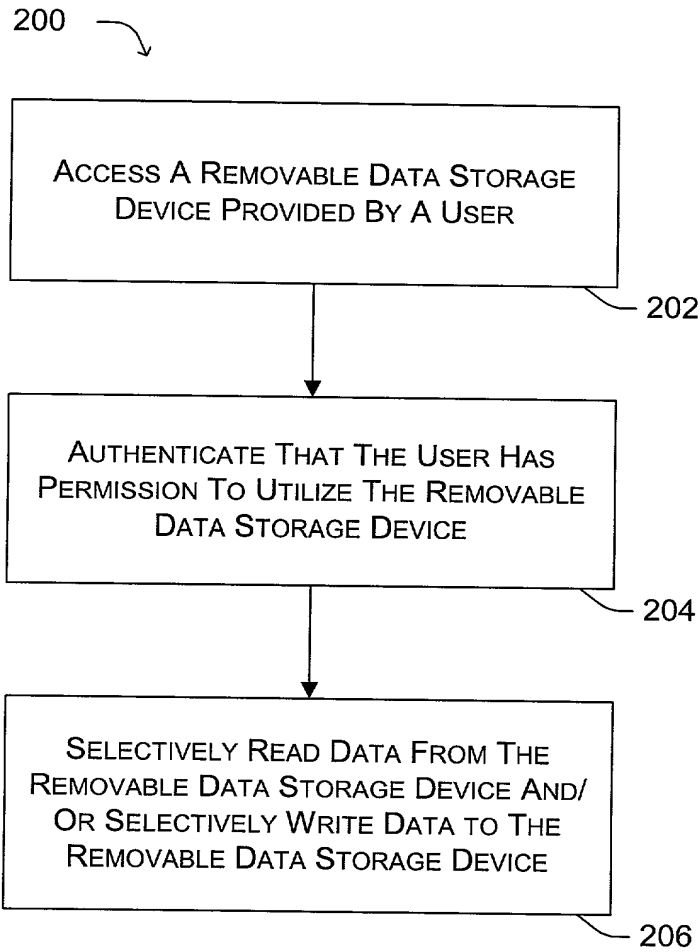 200
ACCESS A REMOVABLE DATA STORAGE
DEVICE PROVIDED BY A USER
202
AUTHENTICATE THAT THE USER HAS
PERMISSION TO UTILIZE THE REMOVABLE
DATA STORAGE DEVICE
204
SELECTIVELY READ DATA FROM THE
REMOVABLE DATA STORAGE DEVICE AND/
OR SELECTIVELY WRITE DATA TO THE
REMOVABLE DATA STORAGE DEVICE
206